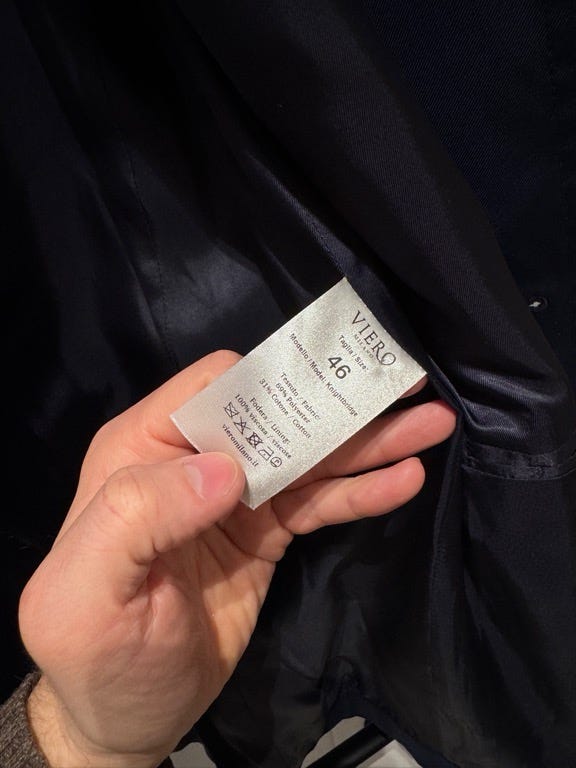 VIERO
MILANO
Taglia / Size:
46
Modello / Model: Knightbridge
Tessuto / Fabric:
69% Polyester
31% Cotone / Cotton
Fodera / Lining:
100% viscosa / viscose
vieromilano.it